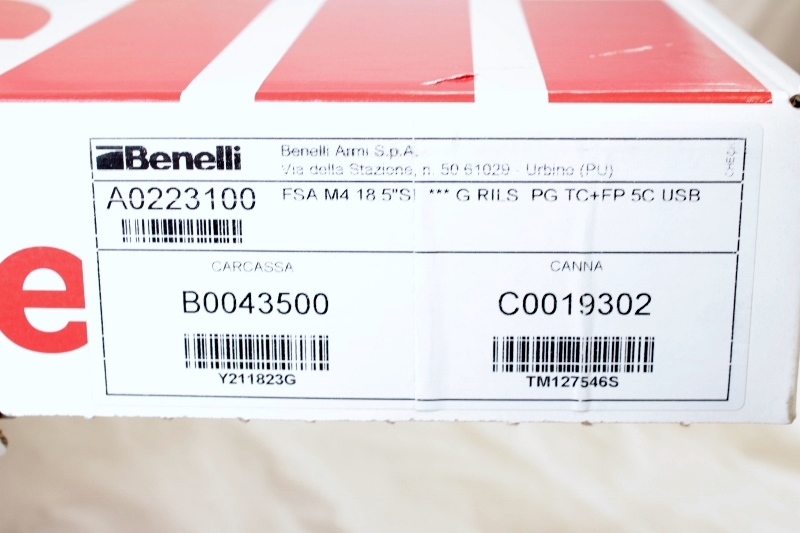 Benelli
Benelli Armi S.p.A.
Via della Stazione, n. 50 61029 - Urbino (PU)
A0223100
FSA M4 18 5" *** G RILS PG TC+FP 5C USB
CARCASSA
B0043500
Y211823G
CANNA
C0019302
TM127546S
e